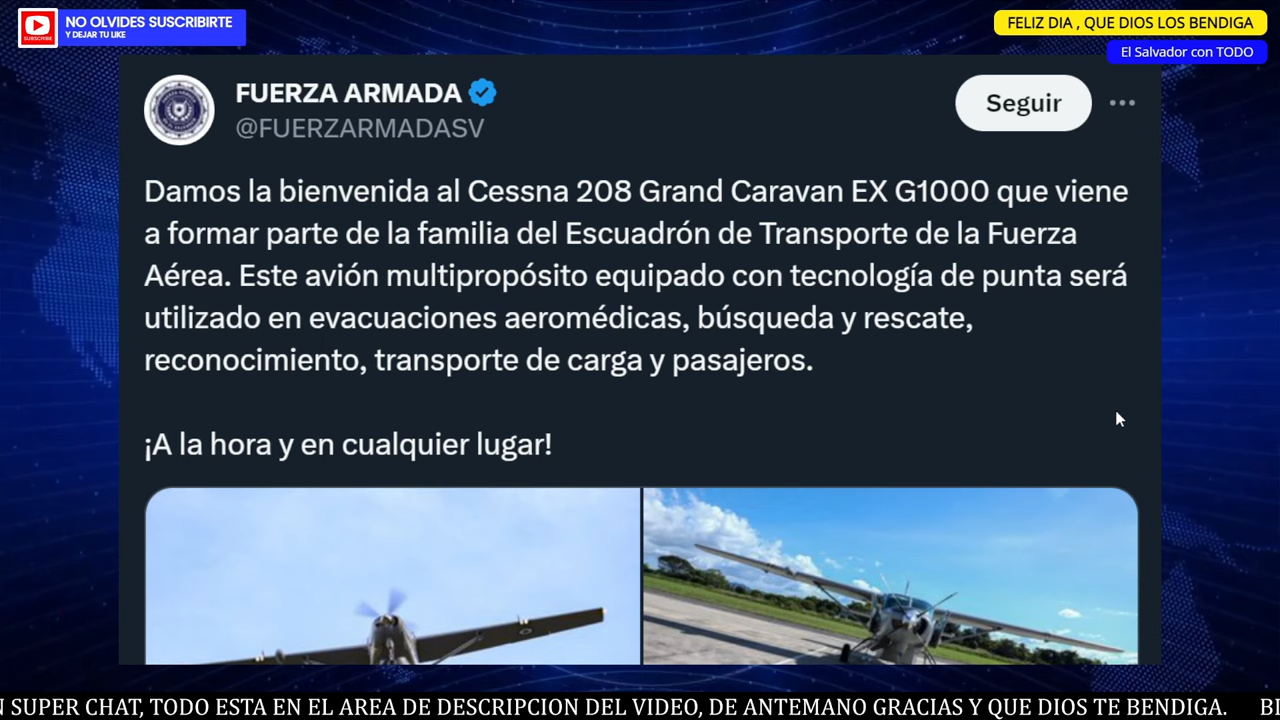 NO OLVIDES SUSCRIBIRTE
Y DEJAR TU LIKE
SUBSCRIBE
FELIZ DIA , QUE DIOS LOS BENDIGA
El Salvador con TODO
FUERZA ARMADA
@FUERZARMADASV
Seguir
Damos la bienvenida al Cessna 208 Grand Caravan EX G1000 que viene
a formar parte de la familia del Escuadrón de Transporte de la Fuerza
Aérea. Este avión multipropósito equipado con tecnología de punta será
utilizado en evacuaciones aeromédicas, búsqueda y rescate,
reconocimiento, transporte de carga y pasajeros.
¡A la hora y en cualquier lugar!
SUPER CHAT, TODO ESTA EN EL AREA DE DESCRIPCION DEL VIDEO, DE ANTEMANO GRACIAS Y QUE DIOS TE BENDIGA.